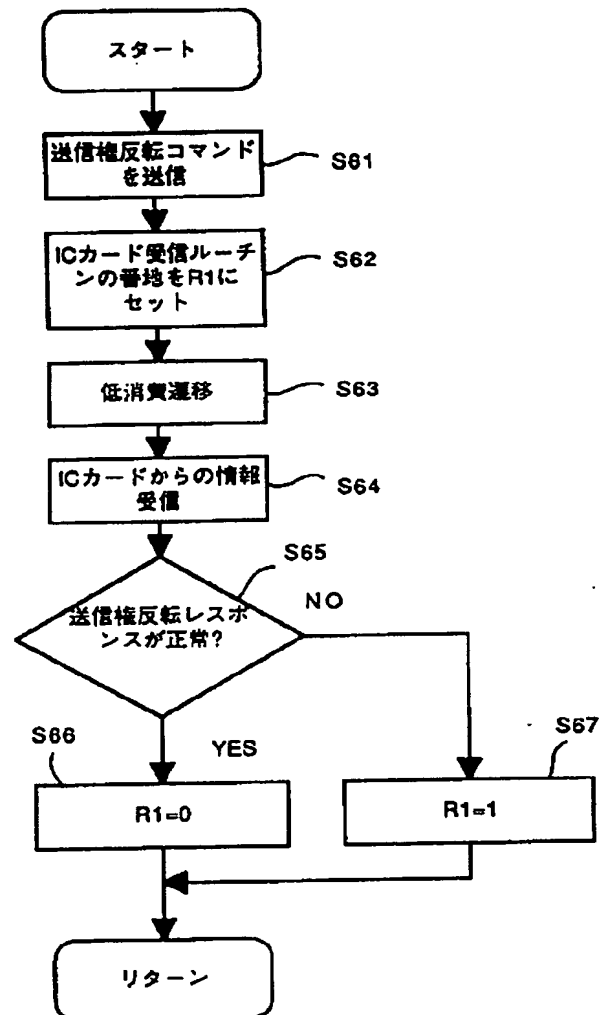 スタート
送信権反転コマンド
を送信
S61
ICカード受信ルーチ
ンの番地をR1に
セット
S62
低消費遷移
S63
ICカードからの情報
受信
S64
S65
送信権反転レスポ
ンスが正常?
NO
S66
YES
S67
R1=0
R1=1
リターン